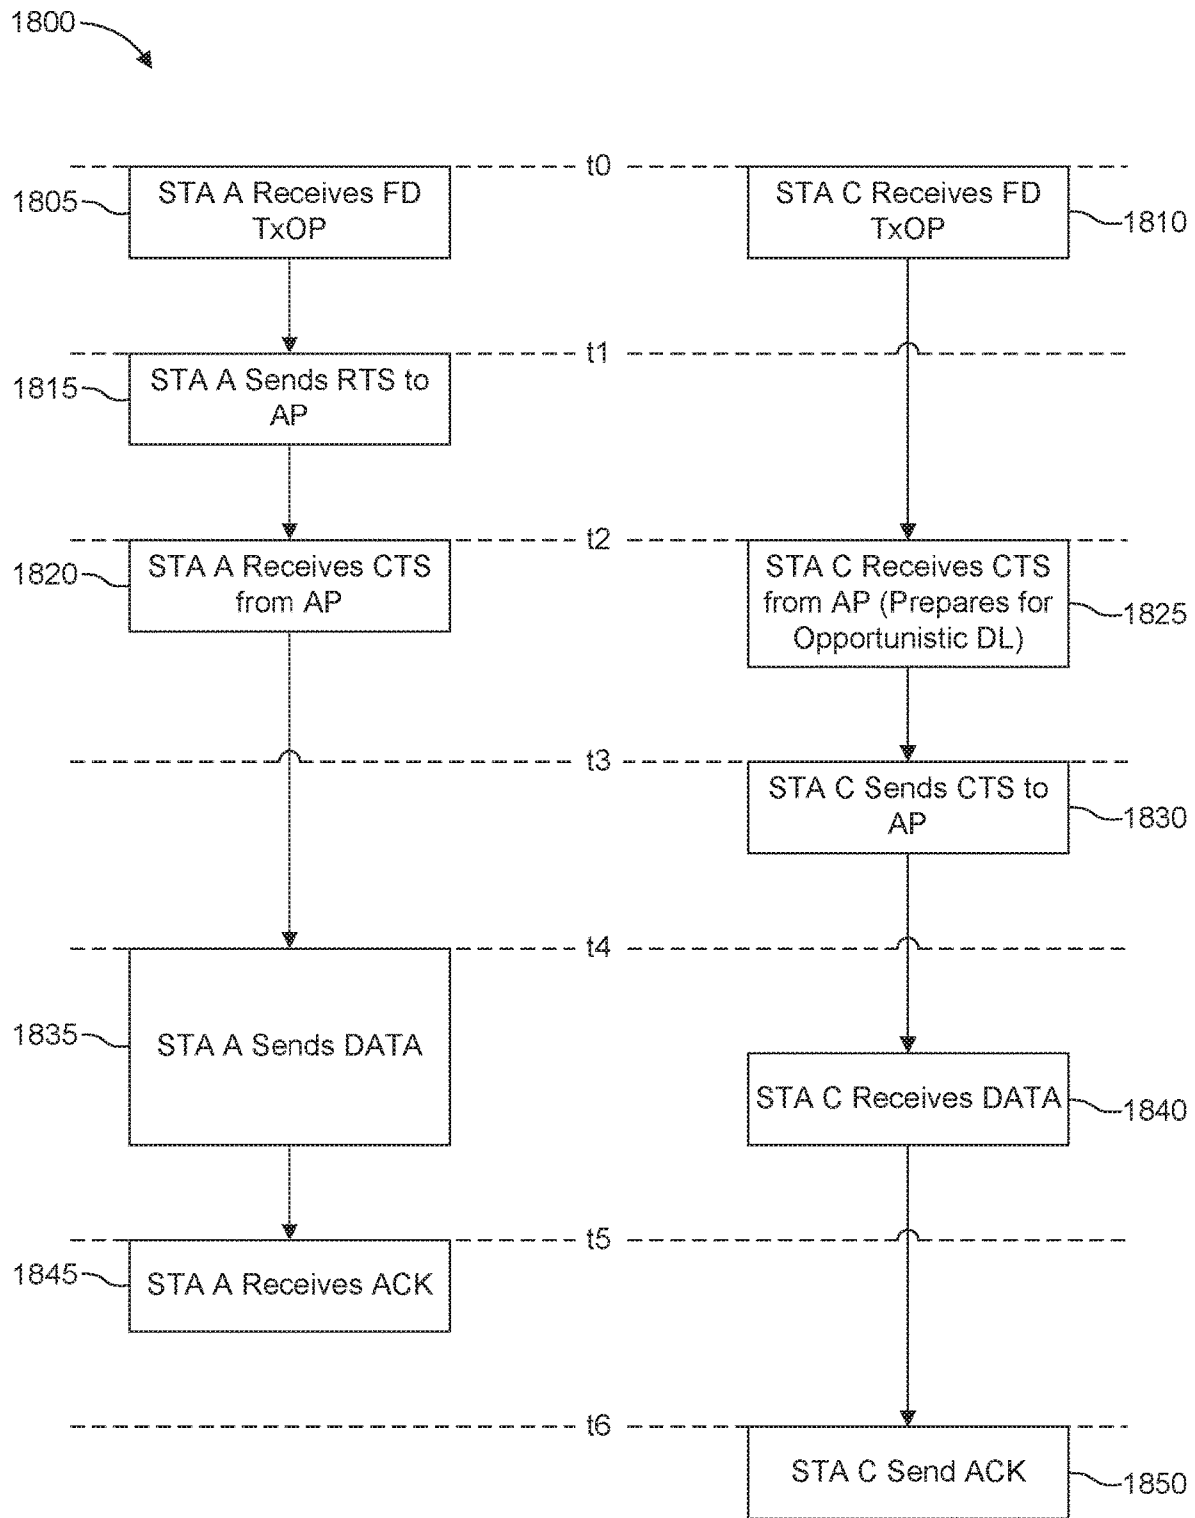 1800
t0
1805
STA A Receives FD
TxOP
STA C Receives FD
TxOP
1810
t1
1815
STA A Sends RTS to
AP
t2
1820
STA A Receives CTS
from AP
STA C Receives CTS
from AP (Prepares for
Opportunistic DL)
1825
t3
STA C Sends CTS to
AP
1830
t4
1835
STA A Sends DATA
STA C Receives DATA
1840
t5
1845
STA A Receives ACK
t6
STA C Send ACK
1850